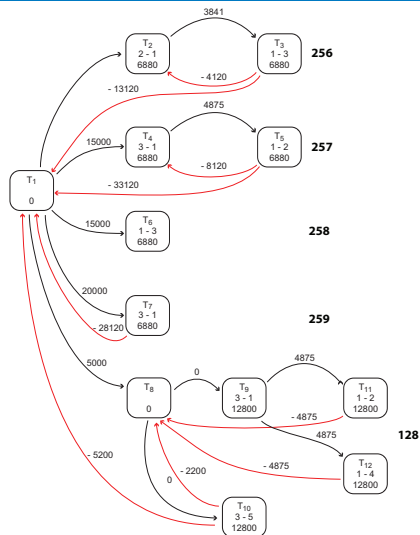 3841
T2
2 - 1
6880
T3
1 - 3
6880
256
- 4120
- 13120
4875
15000
T4
3 - 1
6880
T5
1 - 2
6880
257
- 8120
- 33120
T1
0
15000
T6
1 - 3
6880
258
20000
T7
3 - 1
6880
259
- 28120
5000
T8
0
0
T9
3 - 1
12800
4875
T11
1 - 2
12800
- 4875
4875
128
T12
1 - 4
12800
- 4875
- 5200
0
- 2200
T10
3 - 5
12800